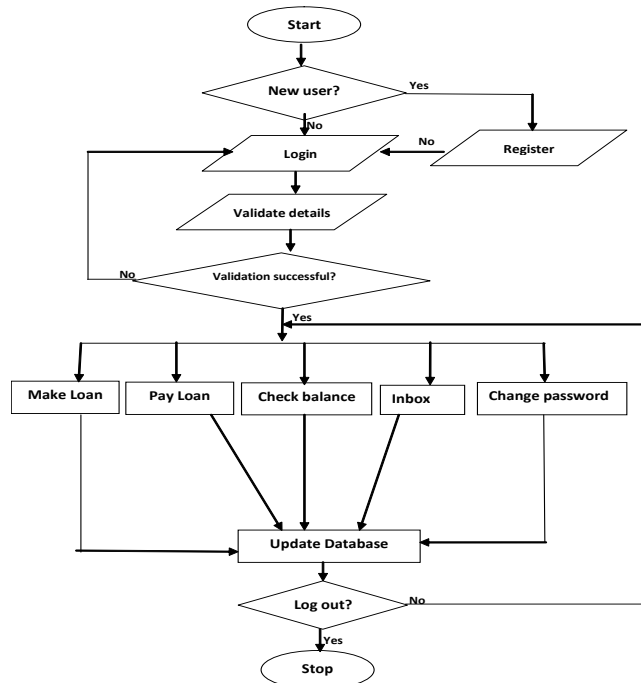 Start
New user?
Yes
No
Login
No
Register
Validate details
Validation successful?
No
Yes
Make Loan
Pay Loan
Check balance
Inbox
Change password
Update Database
Log out?
No
Yes
Stop